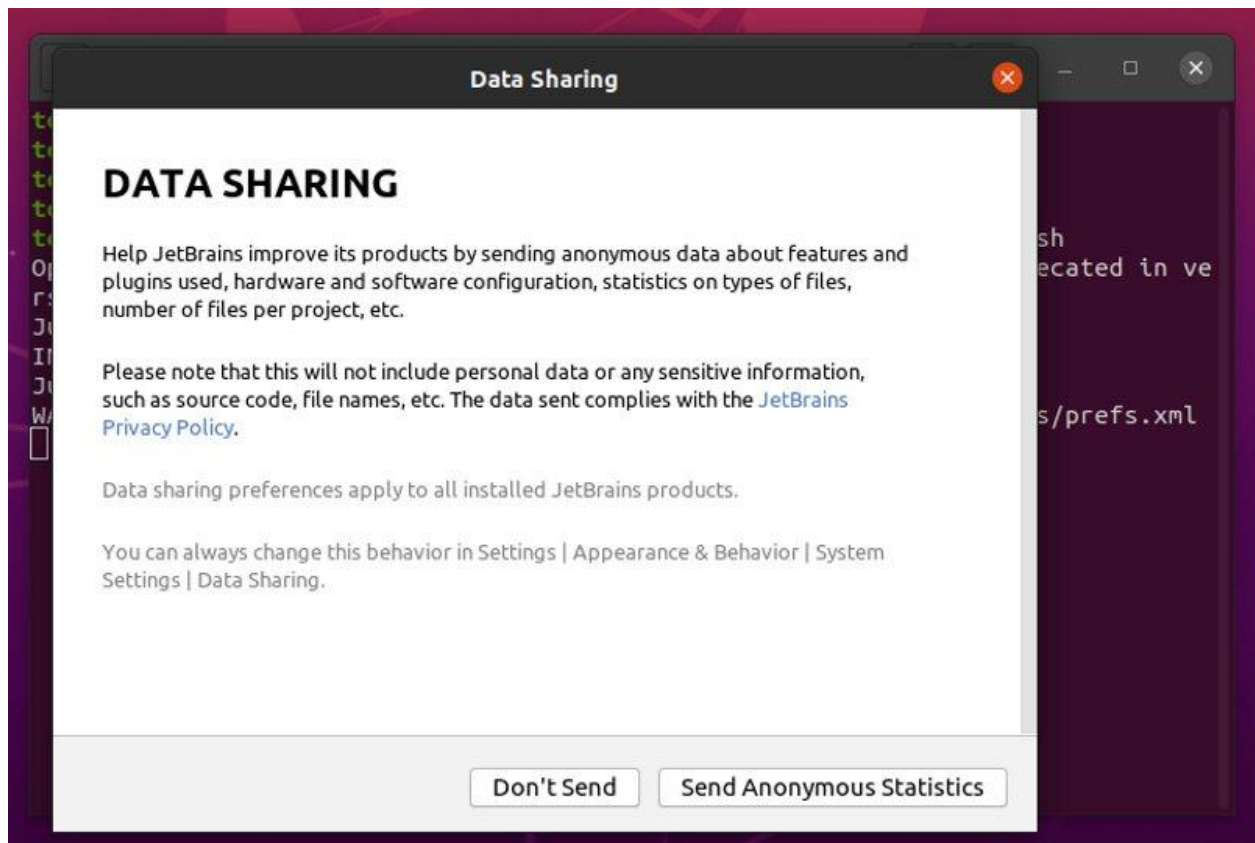 Data Sharing
DATA SHARING
Help JetBrains improve its products by sending anonymous data about features and
plugins used, hardware and software configuration, statistics on types of files,
number of files per project, etc.
Please note that this will not include personal data or any sensitive information,
such as source code, file names, etc. The data sent complies with the JetBrains
Privacy Policy.
Data sharing preferences apply to all installed JetBrains products.
You can always change this behavior in Settings | Appearance & Behavior | System
Settings | Data Sharing.
Don't Send
Send Anonymous Statistics
sh
ecated in ve
s/prefs.xml